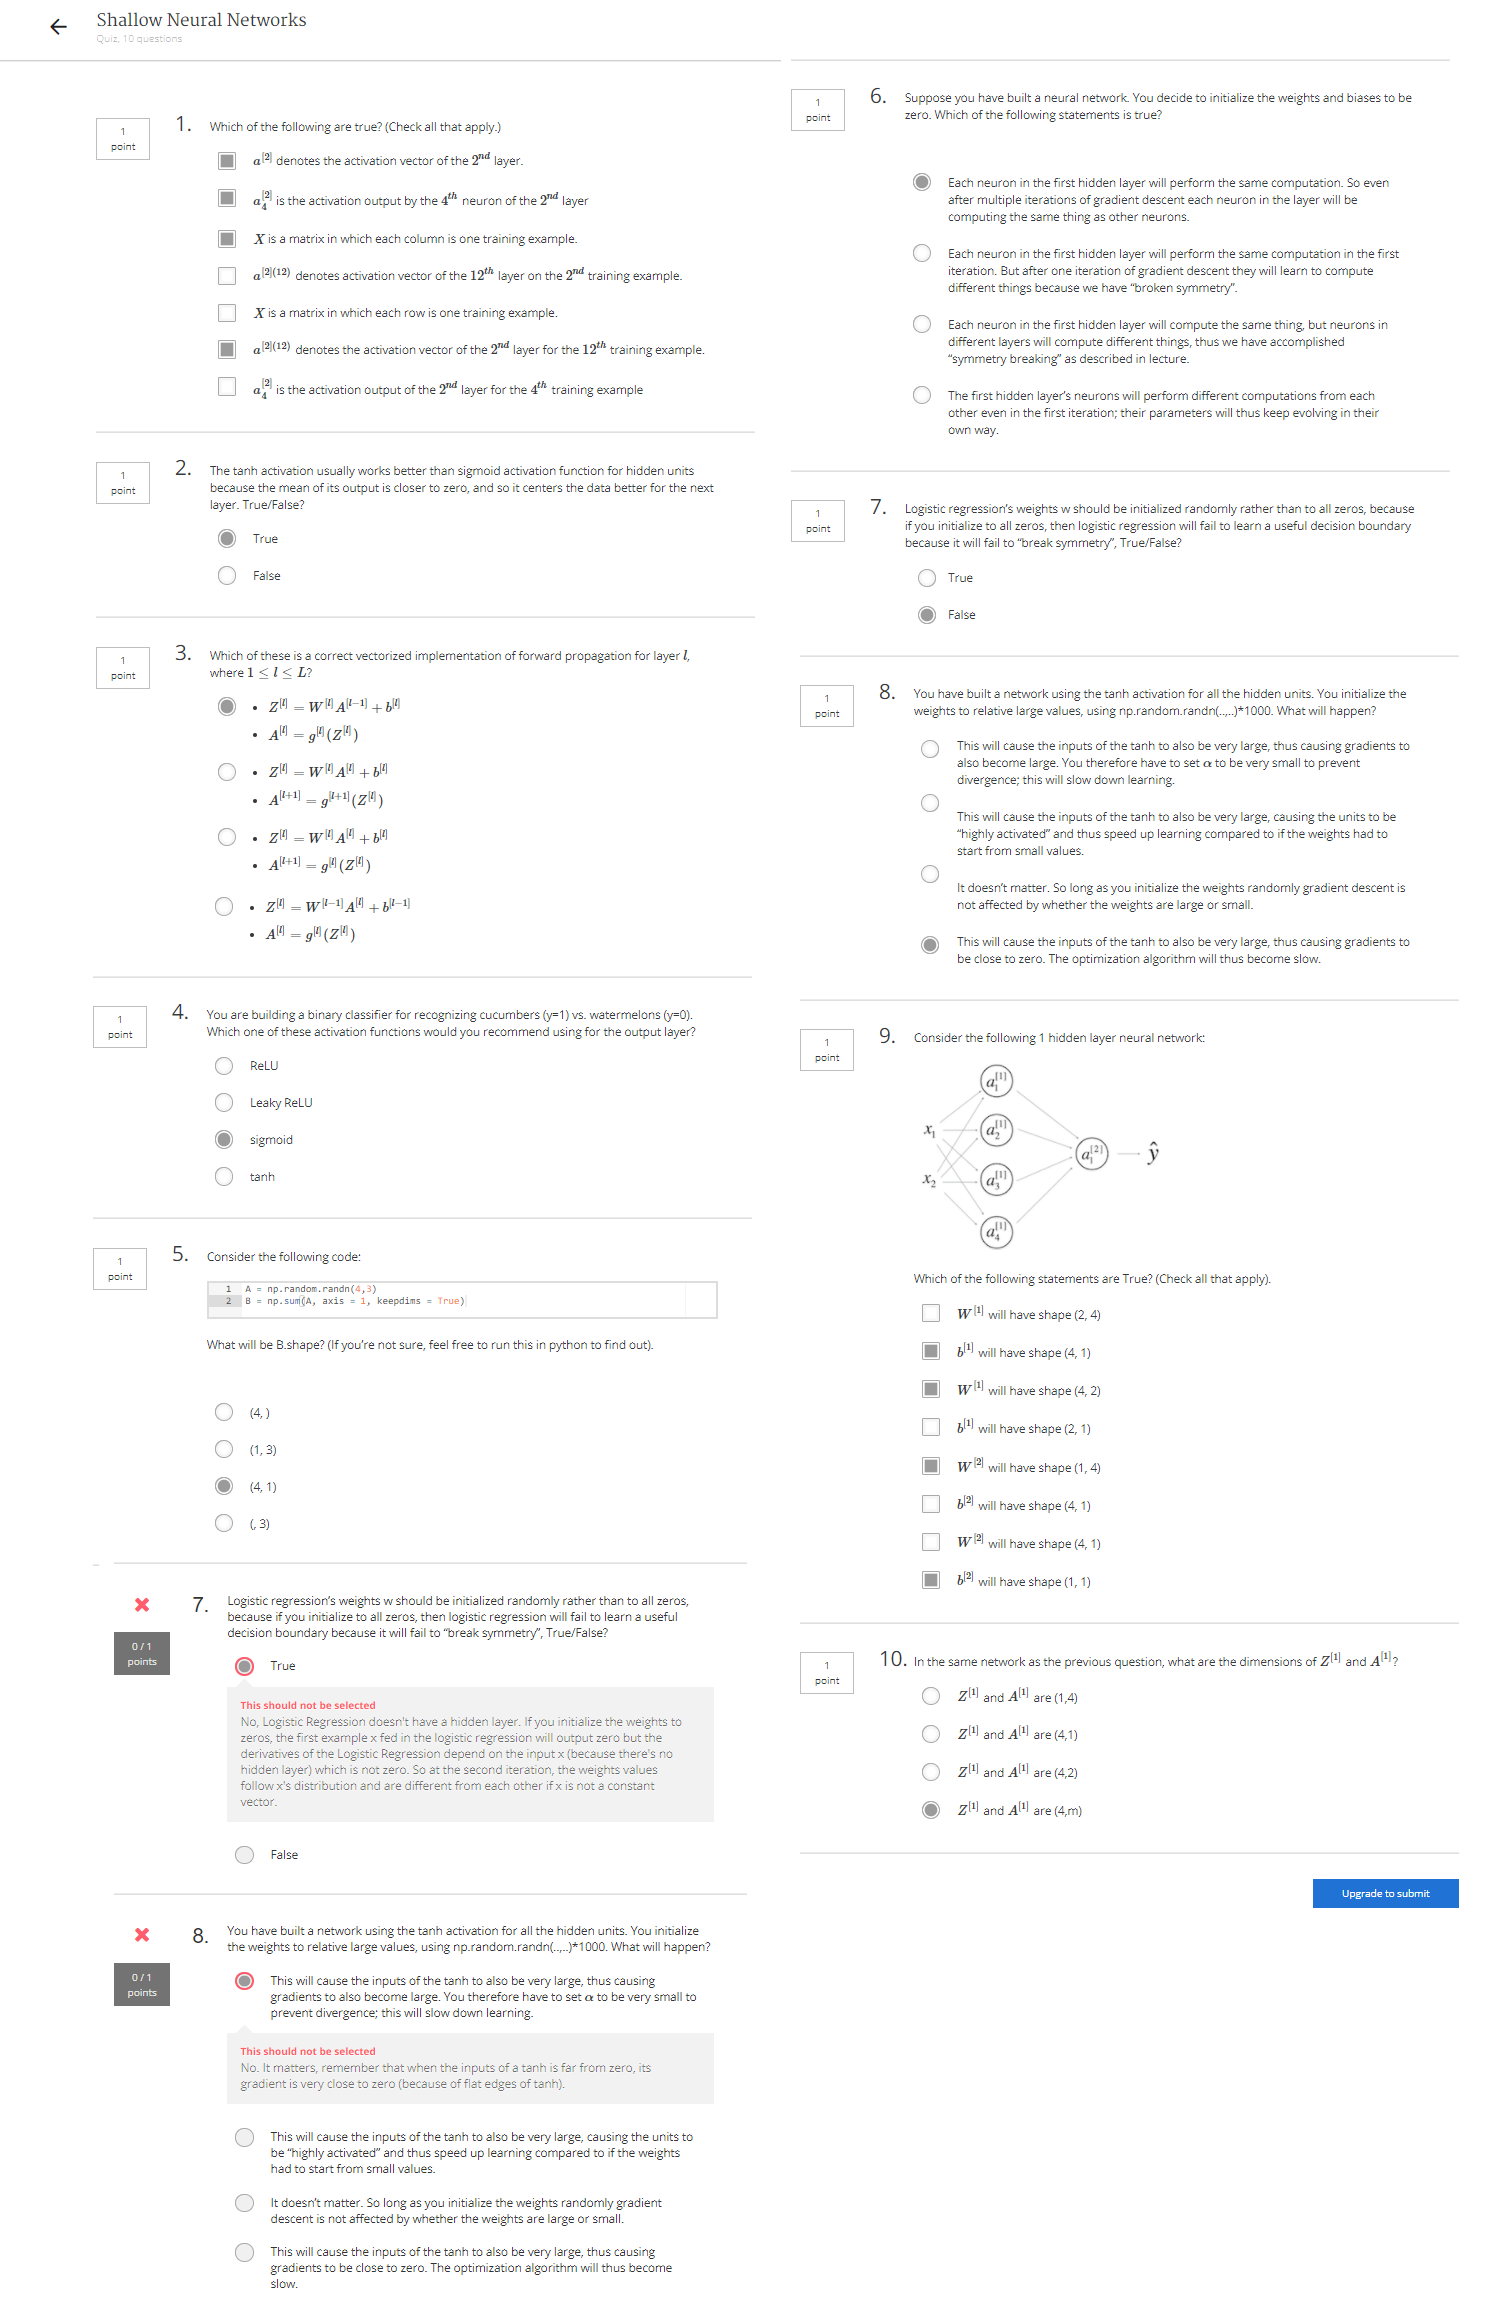 Shallow Neural Networks
Quiz, 10 questions
1
point
1.
Which of the following are true? (Check all that apply.)
a^[2] denotes the activation vector of the 2^nd layer.
a_4^[2] is the activation output by the 4^th neuron of the 2^nd layer
X is a matrix in which each column is one training example.
a^[2](12) denotes activation vector of the 12^th layer on the 2^nd training example.
X is a matrix in which each row is one training example.
a^[2](12) denotes the activation vector of the 2^nd layer for the 12^th training example.
a_4^[2] is the activation output of the 2^nd layer for the 4^th training example
1
point
2.
The tanh activation usually works better than sigmoid activation function for hidden units
because the mean of its output is closer to zero, and so it centers the data better for the next
layer. True/False?
True
False
1
point
3.
Which of these is a correct vectorized implementation of forward propagation for layer l,
where 1 ≤ l ≤ L?
• Z^[l] = W^[l] A^[l−1] + b^[l]
• A^[l] = g^[l](Z^[l])
• Z^[l] = W^[l] A^[l] + b^[l]
• A^[l+1] = g^[l+1](Z^[l])
• Z^[l] = W^[l] A^[l] + b^[l]
• A^[l+1] = g^[l](Z^[l])
• Z^[l] = W^[l−1] A^[l] + b^[l−1]
• A^[l] = g^[l](Z^[l])
1
point
4.
You are building a binary classifier for recognizing cucumbers (y=1) vs. watermelons (y=0).
Which one of these activation functions would you recommend using for the output layer?
ReLU
Leaky ReLU
sigmoid
tanh
1
point
5.
Consider the following code:
1 A = np.random.randn(4,3)
2 B = np.sum(A, axis = 1, keepdims = True)
What will be B.shape? (If you're not sure, feel free to run this in python to find out).
(4, )
(1, 3)
(4, 1)
(, 3)
7.
Logistic regression's weights w should be initialized randomly rather than to all zeros,
because if you initialize to all zeros, then logistic regression will fail to learn a useful
decision boundary because it will fail to "break symmetry", True/False?
0 / 1
points
True
This should not be selected
No, Logistic Regression doesn't have a hidden layer. If you initialize the weights to
zeros, the first example x fed in the logistic regression will output zero but the
derivatives of the Logistic Regression depend on the input x (because there's no
hidden layer) which is not zero. So at the second iteration, the weights values
follow x's distribution and are different from each other if x is not a constant
vector.
False
8.
You have built a network using the tanh activation for all the hidden units. You initialize
the weights to relative large values, using np.random.randn(..,..)*1000. What will happen?
0 / 1
points
This will cause the inputs of the tanh to also be very large, thus causing
gradients to also become large. You therefore have to set α to be very small to
prevent divergence; this will slow down learning.
This should not be selected
No. It matters, remember that when the inputs of a tanh is far from zero, its
gradient is very close to zero (because of flat edges of tanh).
This will cause the inputs of the tanh to also be very large, causing the units to
be "highly activated" and thus speed up learning compared to if the weights
had to start from small values.
It doesn't matter. So long as you initialize the weights randomly gradient
descent is not affected by whether the weights are large or small.
This will cause the inputs of the tanh to also be very large, thus causing
gradients to be close to zero. The optimization algorithm will thus become
slow.
1
point
6.
Suppose you have built a neural network. You decide to initialize the weights and biases to be
zero. Which of the following statements is true?
Each neuron in the first hidden layer will perform the same computation. So even
after multiple iterations of gradient descent each neuron in the layer will be
computing the same thing as other neurons.
Each neuron in the first hidden layer will perform the same computation in the first
iteration. But after one iteration of gradient descent they will learn to compute
different things because we have "broken symmetry".
Each neuron in the first hidden layer will compute the same thing, but neurons in
different layers will compute different things, thus we have accomplished
"symmetry breaking" as described in lecture.
The first hidden layer's neurons will perform different computations from each
other even in the first iteration; their parameters will thus keep evolving in their
own way.
1
point
7.
Logistic regression's weights w should be initialized randomly rather than to all zeros, because
if you initialize to all zeros, then logistic regression will fail to learn a useful decision boundary
because it will fail to "break symmetry", True/False?
True
False
1
point
8.
You have built a network using the tanh activation for all the hidden units. You initialize the
weights to relative large values, using np.random.randn(..,..)*1000. What will happen?
This will cause the inputs of the tanh to also be very large, thus causing gradients to
also become large. You therefore have to set α to be very small to prevent
divergence; this will slow down learning.
This will cause the inputs of the tanh to also be very large, causing the units to be
"highly activated" and thus speed up learning compared to if the weights had to
start from small values.
It doesn't matter. So long as you initialize the weights randomly gradient descent is
not affected by whether the weights are large or small.
This will cause the inputs of the tanh to also be very large, thus causing gradients to
be close to zero. The optimization algorithm will thus become slow.
1
point
9.
Consider the following 1 hidden layer neural network:
a_1^[1]
x_1
a_2^[1]
a_1^[2]
ŷ
x_2
a_3^[1]
a_4^[1]
Which of the following statements are True? (Check all that apply).
W^[1] will have shape (2, 4)
b^[1] will have shape (4, 1)
W^[1] will have shape (4, 2)
b^[1] will have shape (2, 1)
W^[2] will have shape (1, 4)
b^[2] will have shape (4, 1)
W^[2] will have shape (4, 1)
b^[2] will have shape (1, 1)
1
point
10.
In the same network as the previous question, what are the dimensions of Z^[1] and A^[1]?
Z^[1] and A^[1] are (1,4)
Z^[1] and A^[1] are (4,1)
Z^[1] and A^[1] are (4,2)
Z^[1] and A^[1] are (4,m)
Upgrade to submit